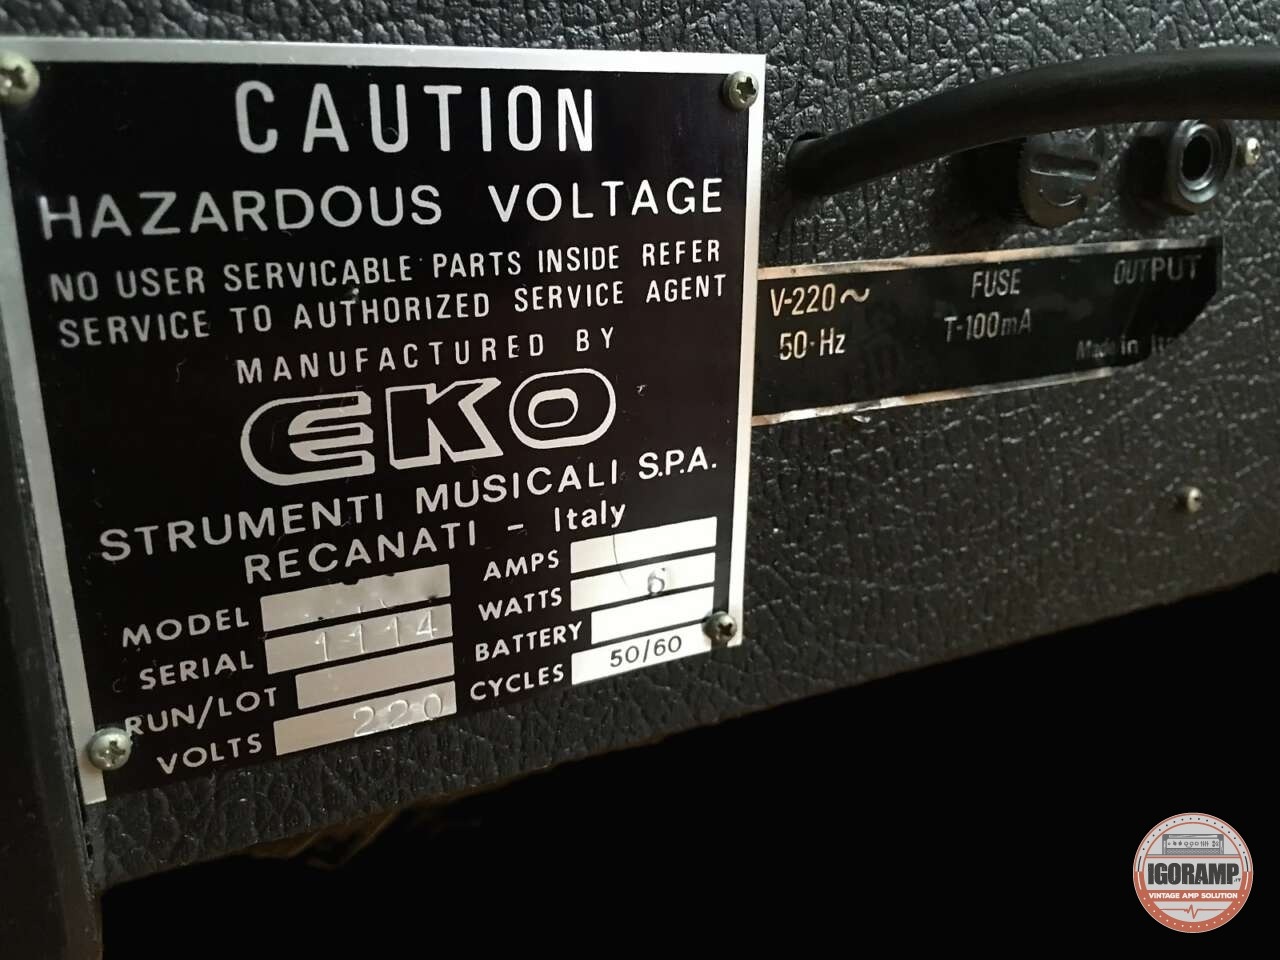 CAUTION
HAZARDOUS VOLTAGE
NO USER SERVICABLE PARTS INSIDE REFER
SERVICE TO AUTHORIZED SERVICE AGENT
MANUFACTURED BY
EKO
STRUMENTI MUSICALI S.P.A.
RECANATI - Italy
MODEL
SERIAL 1114
RUN/LOT
VOLTS 220
AMPS
WATTS 6
BATTERY
CYCLES 50/60
V-220~
50·Hz
FUSE
T-100mA
OUTPUT
Made in
IGORAMP
VINTAGE AMP SOLUTION